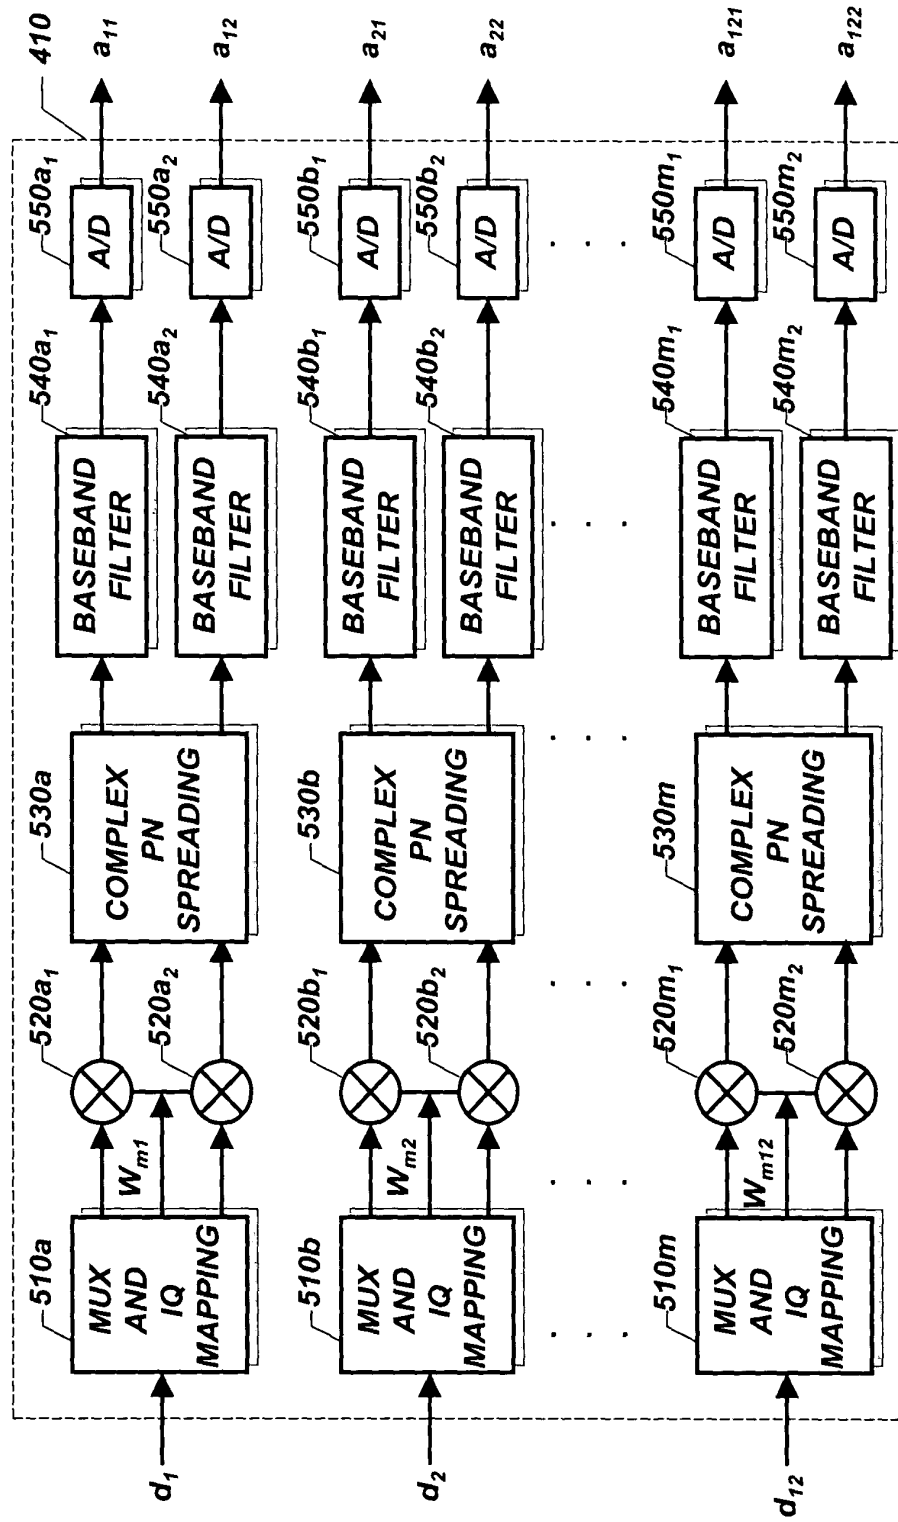 410
d1
510a
MUX
AND
IQ
MAPPING
Wm1
520a1
520a2
530a
COMPLEX
PN
SPREADING
540a1
BASEBAND
FILTER
540a2
BASEBAND
FILTER
550a1
A/D
550a2
A/D
a11
a12
d2
510b
MUX
AND
IQ
MAPPING
Wm2
520b1
520b2
530b
COMPLEX
PN
SPREADING
540b1
BASEBAND
FILTER
540b2
BASEBAND
FILTER
550b1
A/D
550b2
A/D
a21
a22
. . . .
. . . .
. . . .
. . . .
. . . .
. . . .
d12
510m
MUX
AND
IQ
MAPPING
Wm12
520m1
520m2
530m
COMPLEX
PN
SPREADING
540m1
BASEBAND
FILTER
540m2
BASEBAND
FILTER
550m1
A/D
550m2
A/D
a121
a122